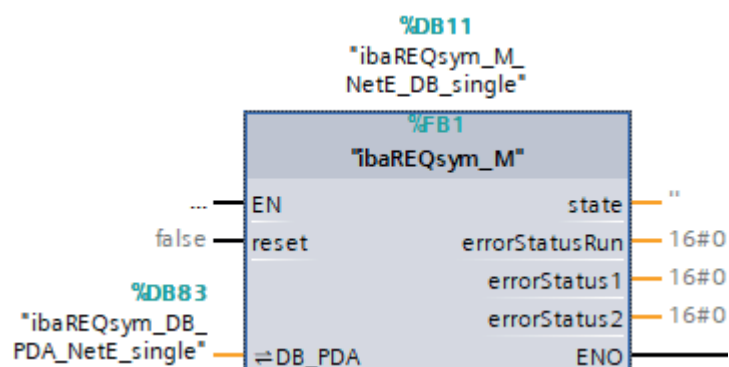 %DB11
"ibaREQsym_M_
NetE_DB_single"
%FB1
"ibaREQsym_M"
... EN state ''
false reset errorStatusRun 16#0
errorStatus1 16#0
%DB83
errorStatus2 16#0
"ibaREQsym_DB_
PDA_NetE_single" ⇌DB_PDA ENO